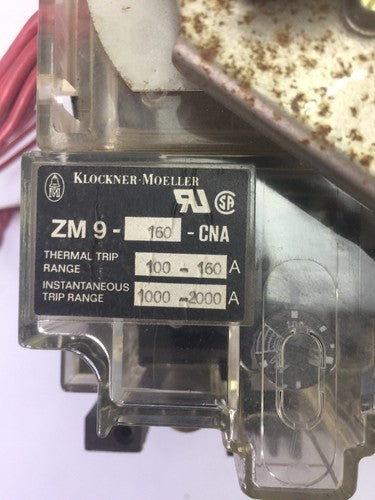 KLOCKNER-MOELLER
ZM 9 - 160 - CNA
THERMAL TRIP RANGE 100 - 160 A
INSTANTANEOUS TRIP RANGE 1000 - 2000 A